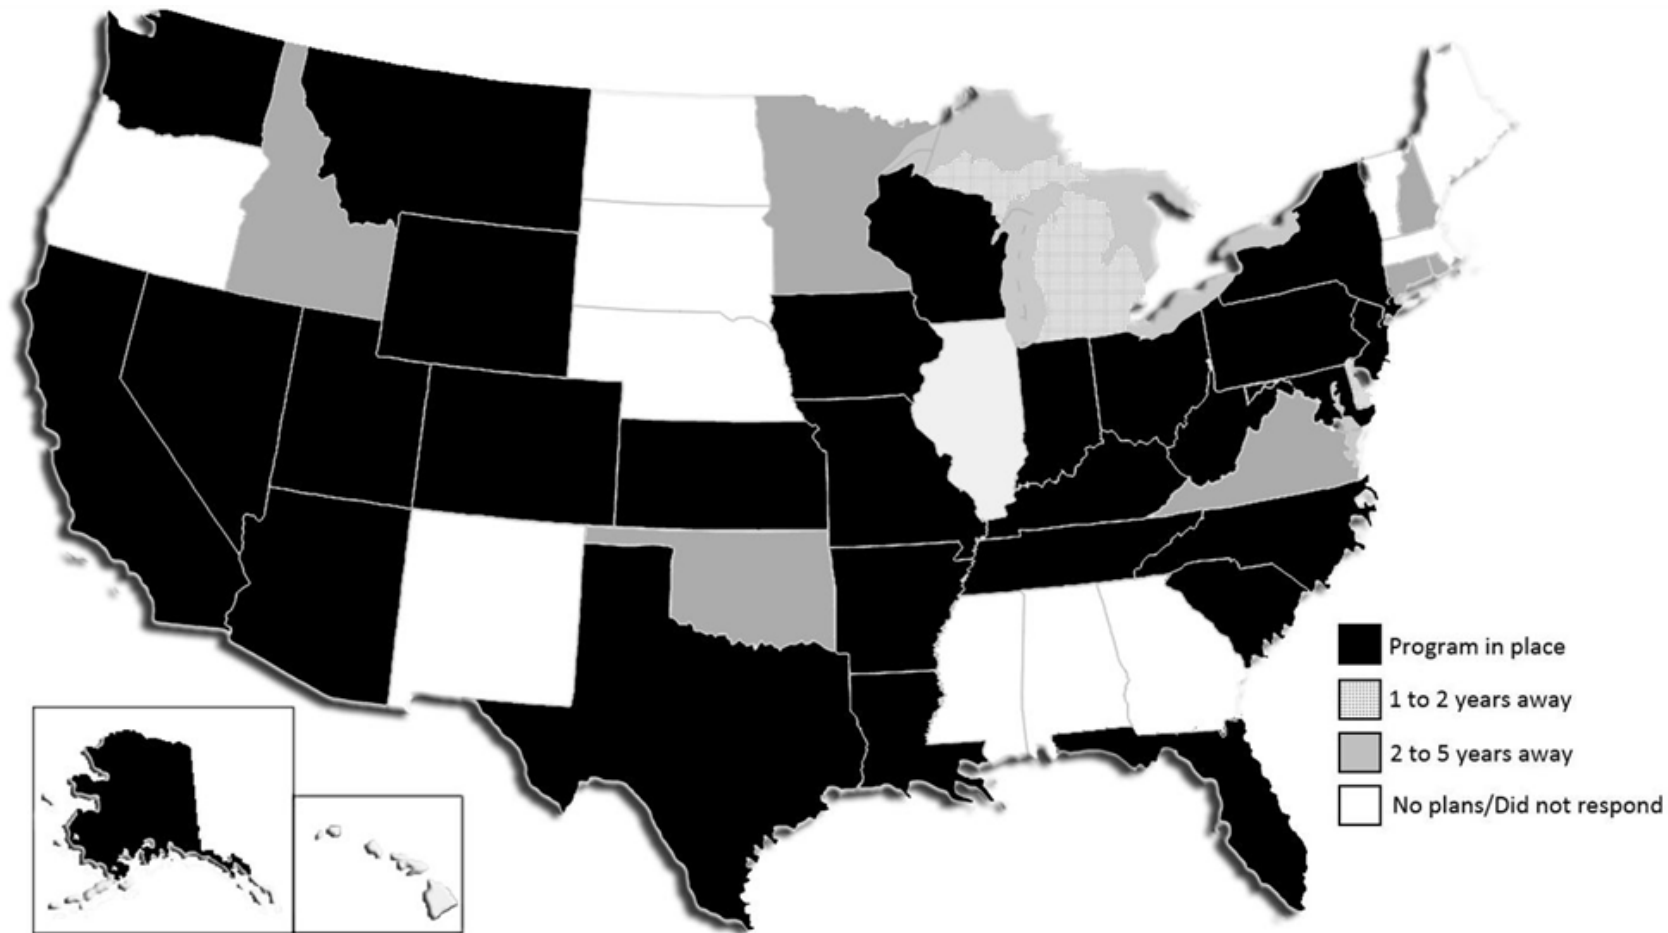 Program in place
1 to 2 years away
2 to 5 years away
No plans/Did not respond